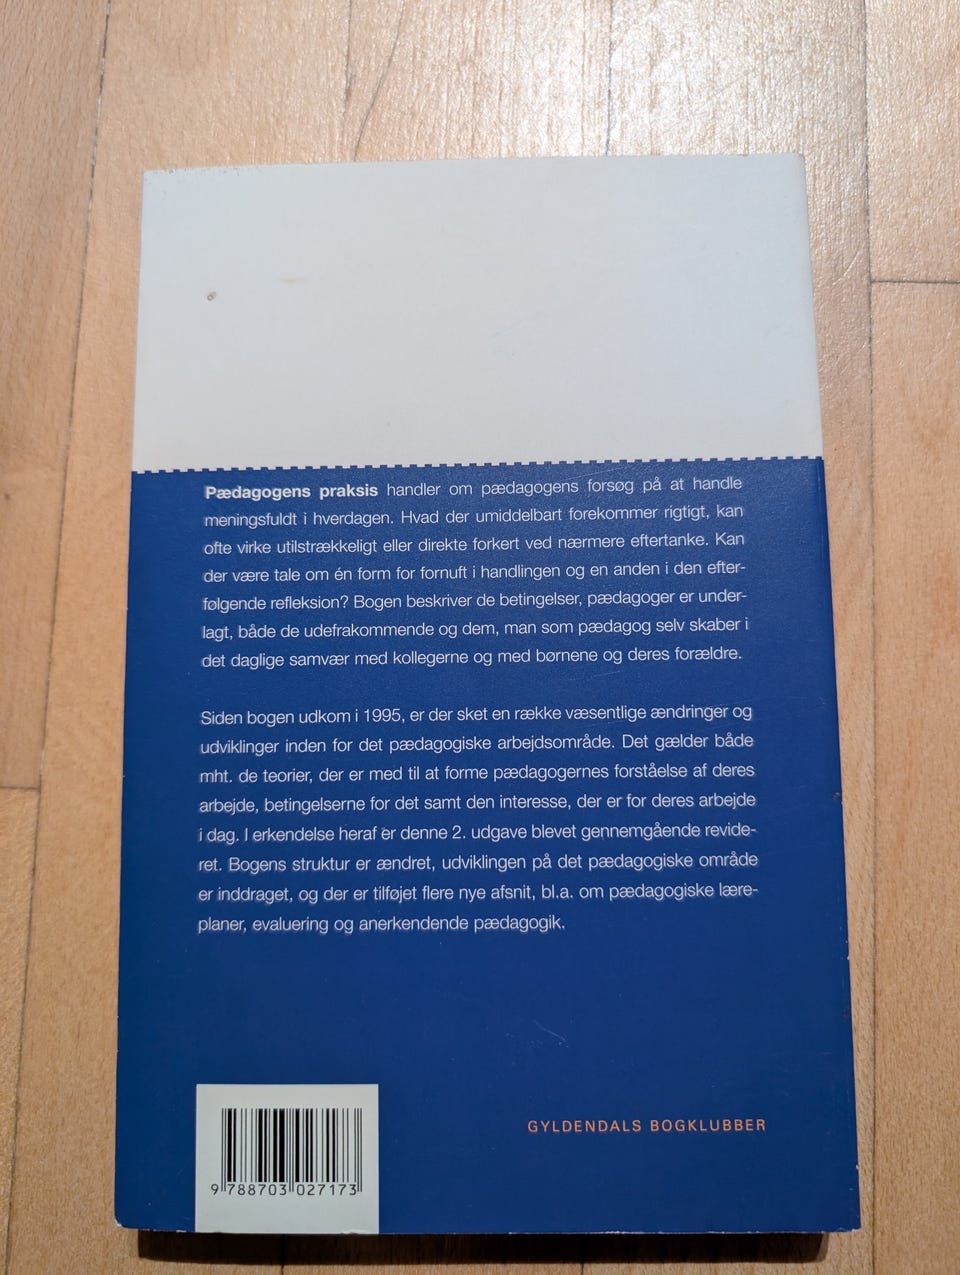 Pædagogens praksis handler om pædagogens forsøg på at handle
meningsfuldt i hverdagen. Hvad der umiddelbart forekommer rigtigt, kan
ofte virke utilstrækkeligt eller direkte forkert ved nærmere eftertanke. Kan
der være tale om én form for fornuft i handlingen og en anden i den efter-
følgende refleksion? Bogen beskriver de betingelser, pædagoger er under-
lagt, både de udefrakommende og dem, man som pædagog selv skaber i
det daglige samvær med kollegerne og med børnene og deres forældre.
Siden bogen udkom i 1995, er der sket en række væsentlige ændringer og
udviklinger inden for det pædagogiske arbejdsområde. Det gælder både
mht. de teorier, der er med til at forme pædagogernes forståelse af deres
arbejde, betingelserne for det samt den interesse, der er for deres arbejde
i dag. I erkendelse heraf er denne 2. udgave blevet gennemgående revide-
ret. Bogens struktur er ændret, udviklingen på det pædagogiske område
er inddraget, og der er tilføjet flere nye afsnit, bl.a. om pædagogiske lære-
planer, evaluering og anerkendende pædagogik.
GYLDENDALS BOGKLUBBER
9 788703 027173